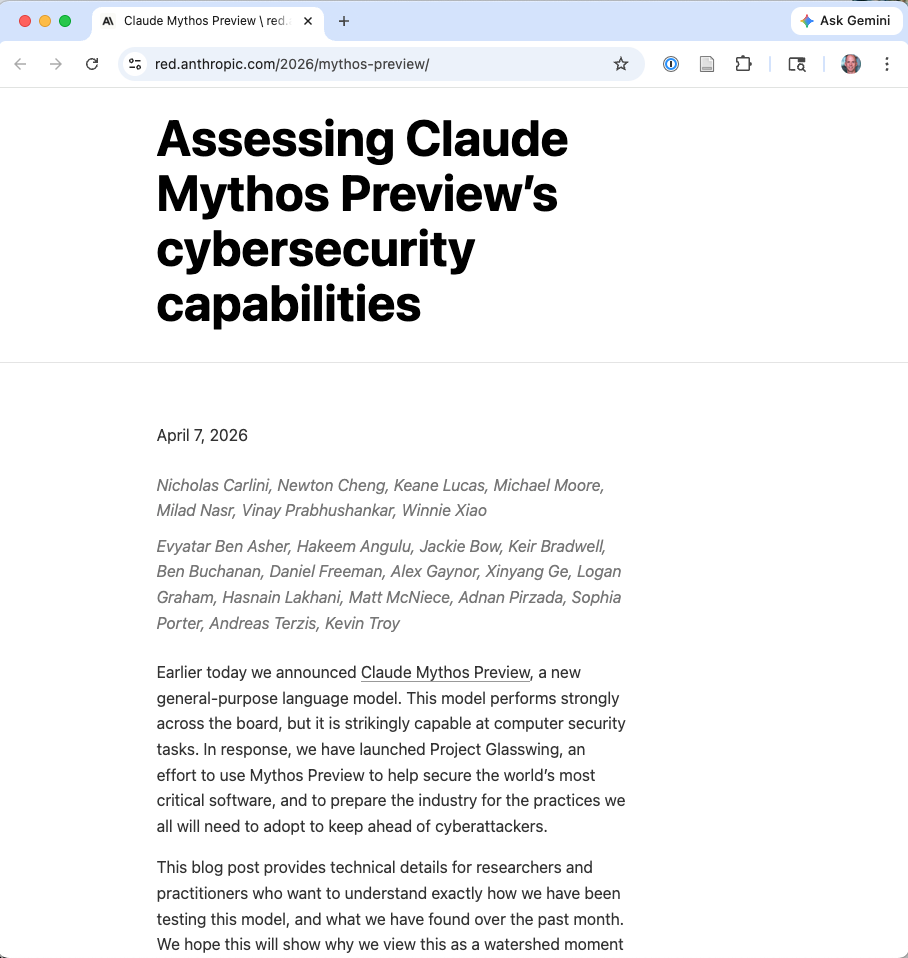 Claude Mythos Preview \ red.
Ask Gemini
red.anthropic.com/2026/mythos-preview/
Assessing Claude
Mythos Preview’s
cybersecurity
capabilities
April 7, 2026
Nicholas Carlini, Newton Cheng, Keane Lucas, Michael Moore,
Milad Nasr, Vinay Prabhushankar, Winnie Xiao
Evyatar Ben Asher, Hakeem Angulu, Jackie Bow, Keir Bradwell,
Ben Buchanan, Daniel Freeman, Alex Gaynor, Xinyang Ge, Logan
Graham, Hasnain Lakhani, Matt McNiece, Adnan Pirzada, Sophia
Porter, Andreas Terzis, Kevin Troy
Earlier today we announced Claude Mythos Preview, a new
general-purpose language model. This model performs strongly
across the board, but it is strikingly capable at computer security
tasks. In response, we have launched Project Glasswing, an
effort to use Mythos Preview to help secure the world’s most
critical software, and to prepare the industry for the practices we
all will need to adopt to keep ahead of cyberattackers.
This blog post provides technical details for researchers and
practitioners who want to understand exactly how we have been
testing this model, and what we have found over the past month.
We hope this will show why we view this as a watershed moment